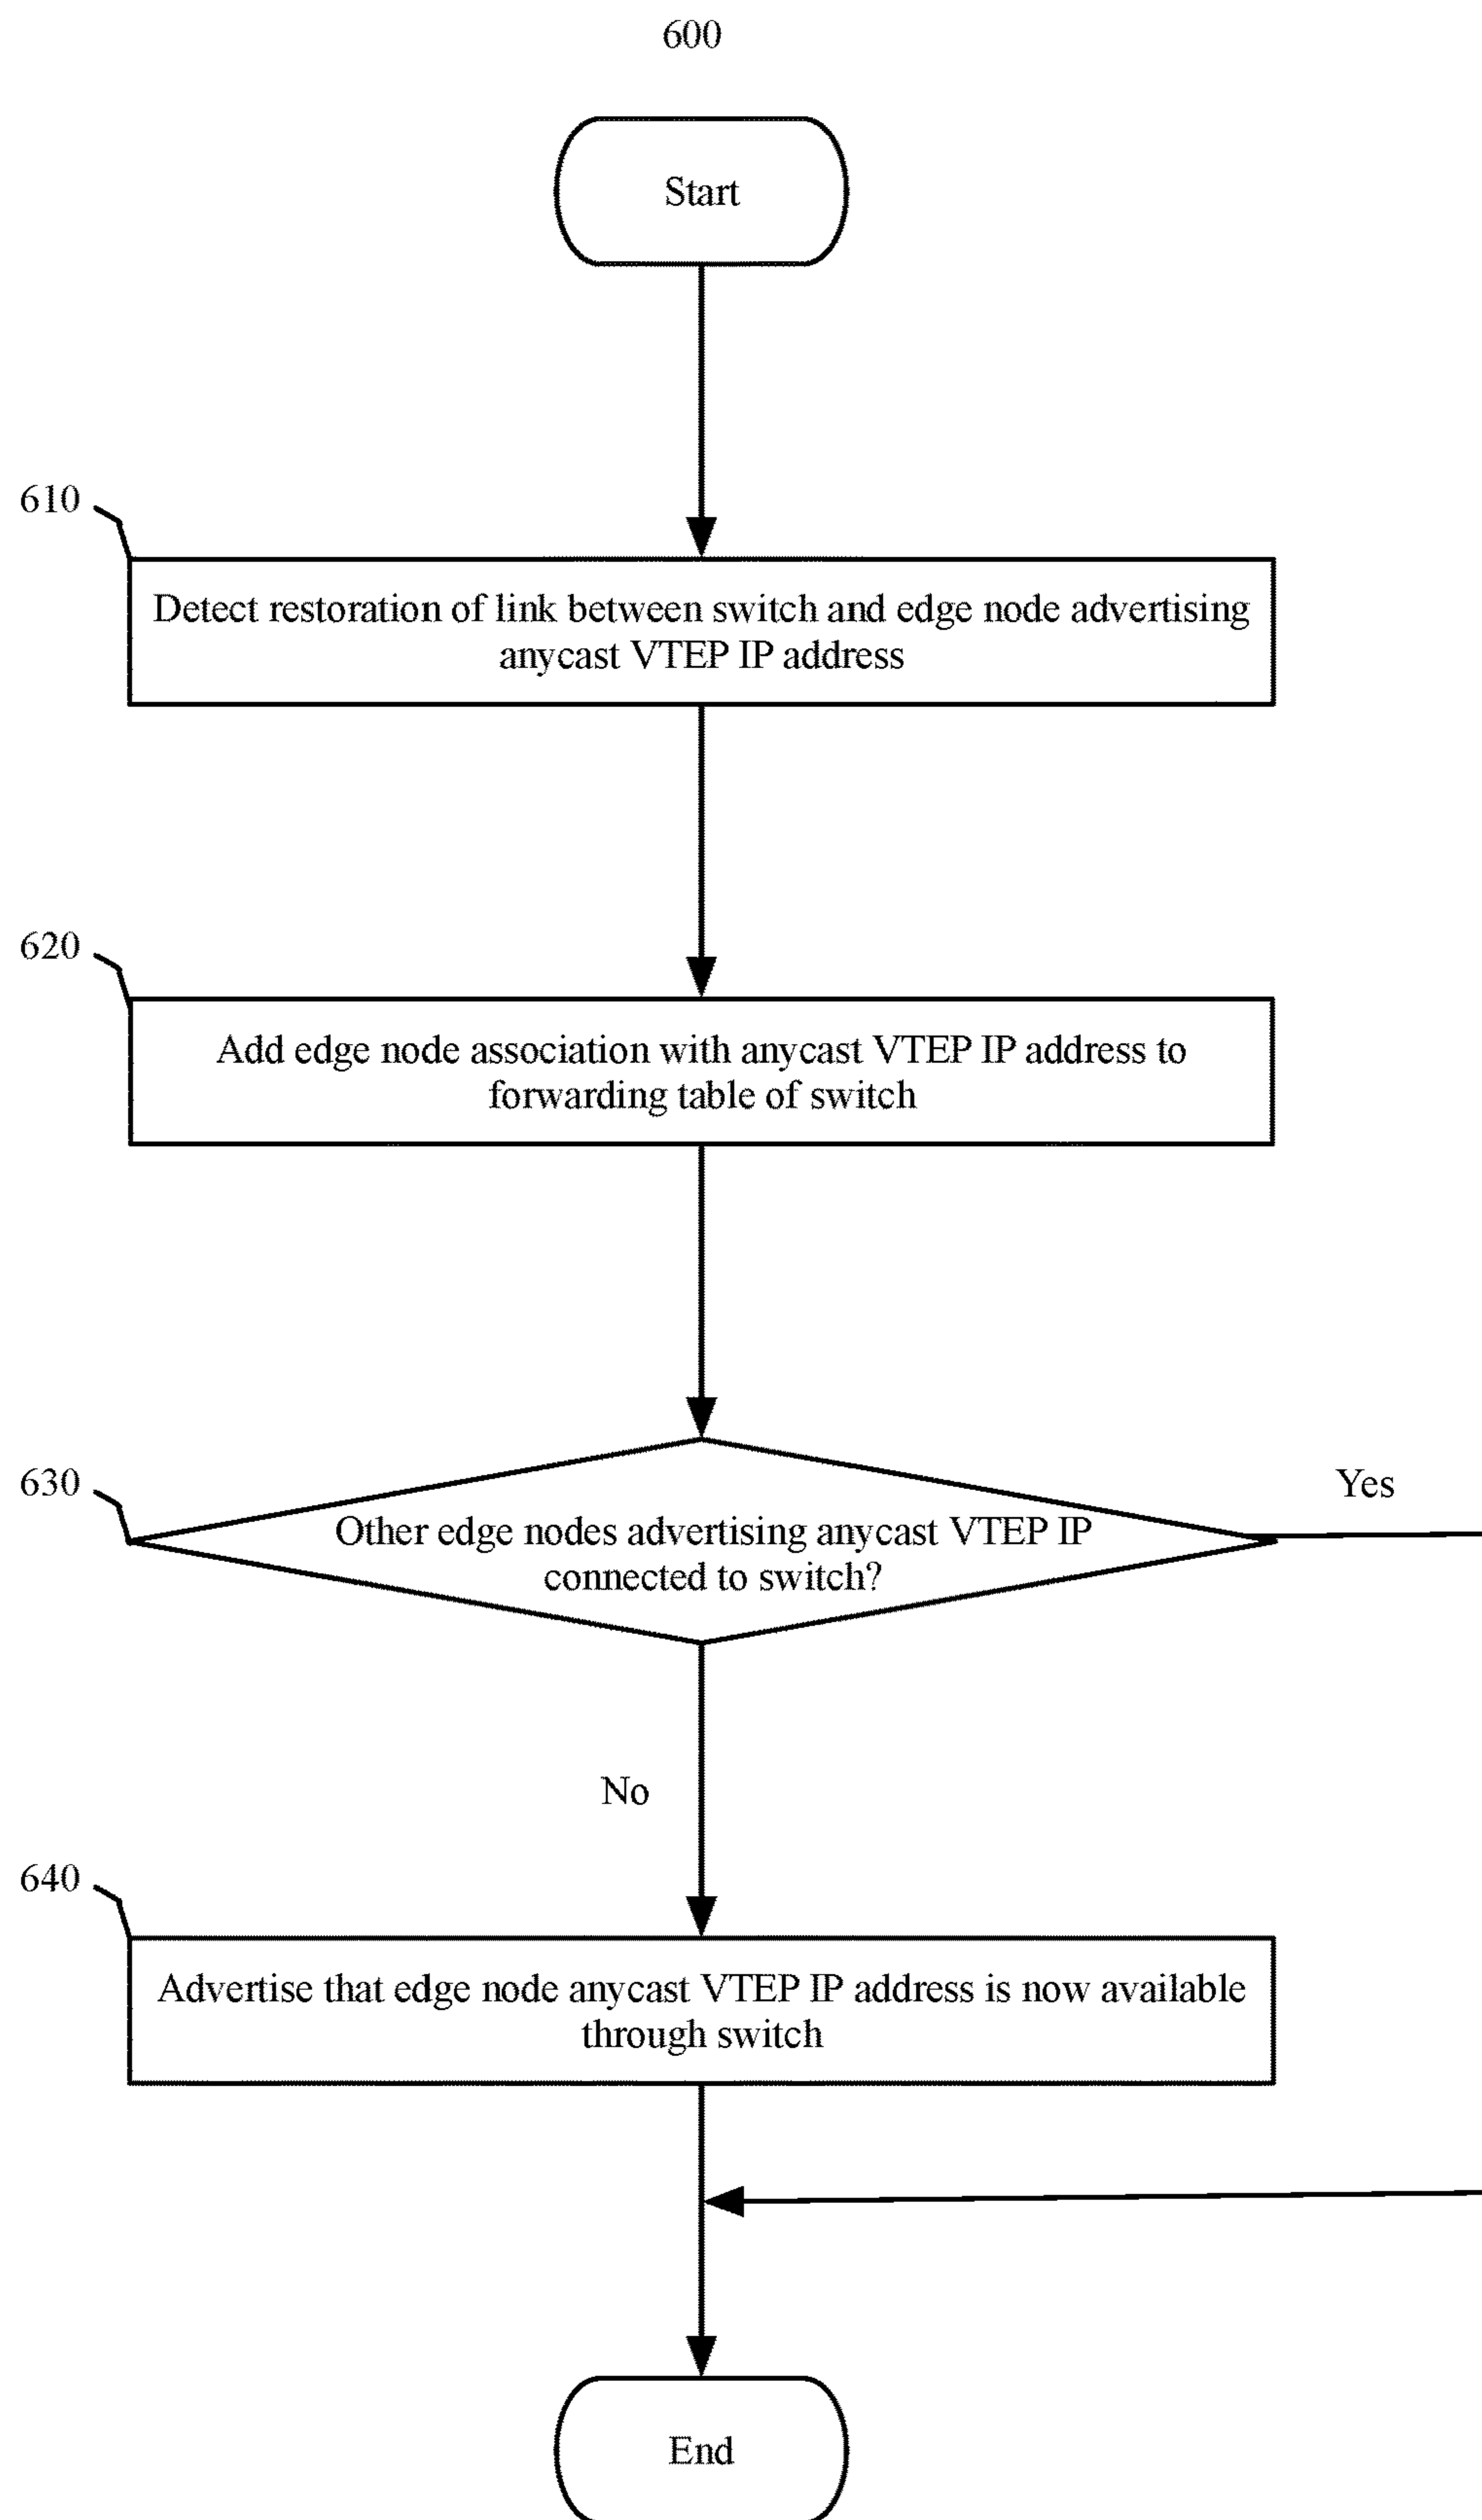 600
Start
610
Detect restoration of link between switch and edge node advertising
anycast VTEP IP address
620
Add edge node association with anycast VTEP IP address to
forwarding table of switch
630
Yes
Other edge nodes advertising anycast VTEP IP
connected to switch?
No
640
Advertise that edge node anycast VTEP IP address is now available
through switch
End